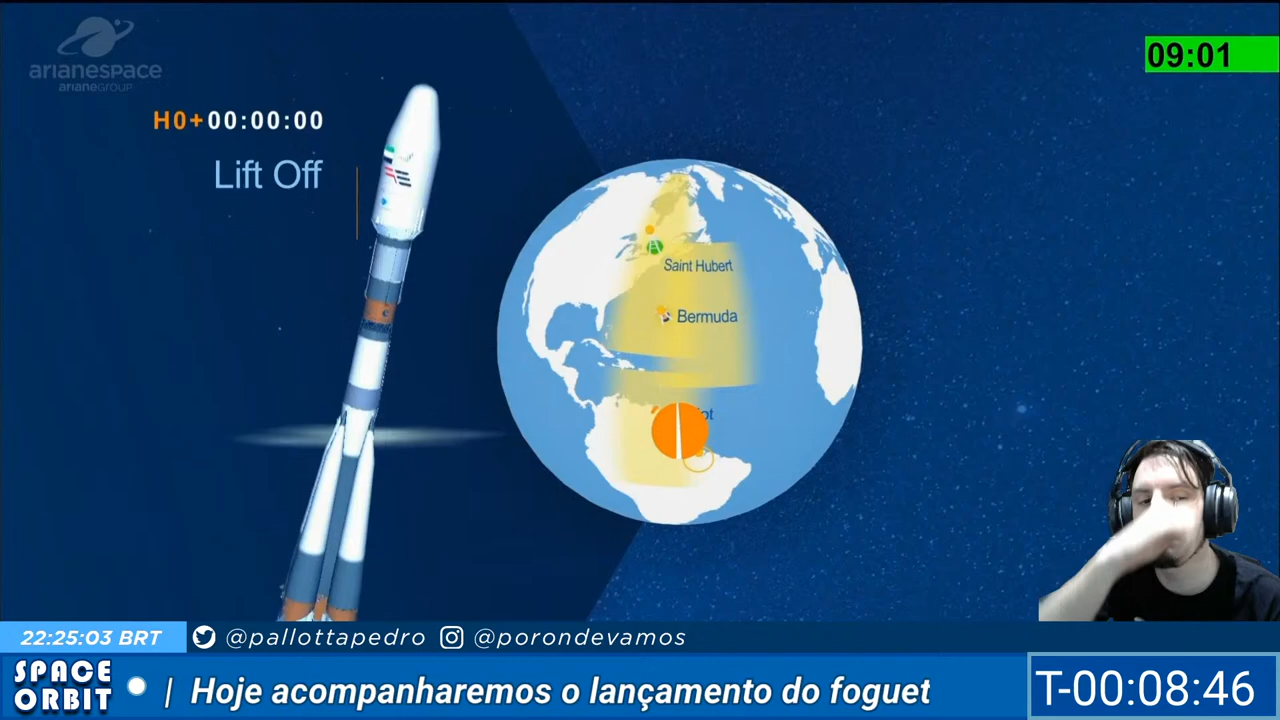 arianespace
arianeGROUP
09:01
H0+00:00:00
Lift Off
Saint Hubert
Bermuda
22:25:03 BRT
@pallottapedro
@porondevamos
SPACE
ORBIT
| Hoje acompanharemos o lançamento do foguet
T-00:08:46